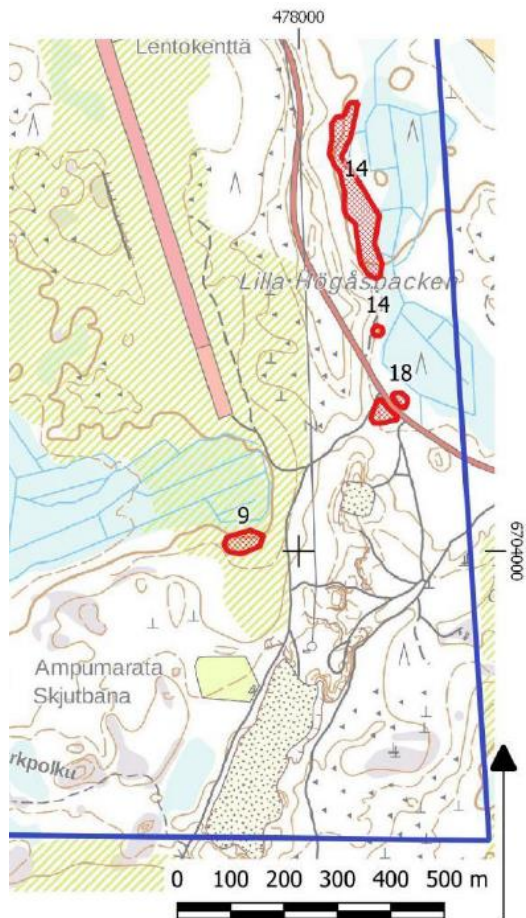 478000
Lentokenttä
14
Lilla Högåsbacken
14
18
9
6704000
Ampumarata
Skjutbana
rkpolku
0 100 200 300 400 500 m